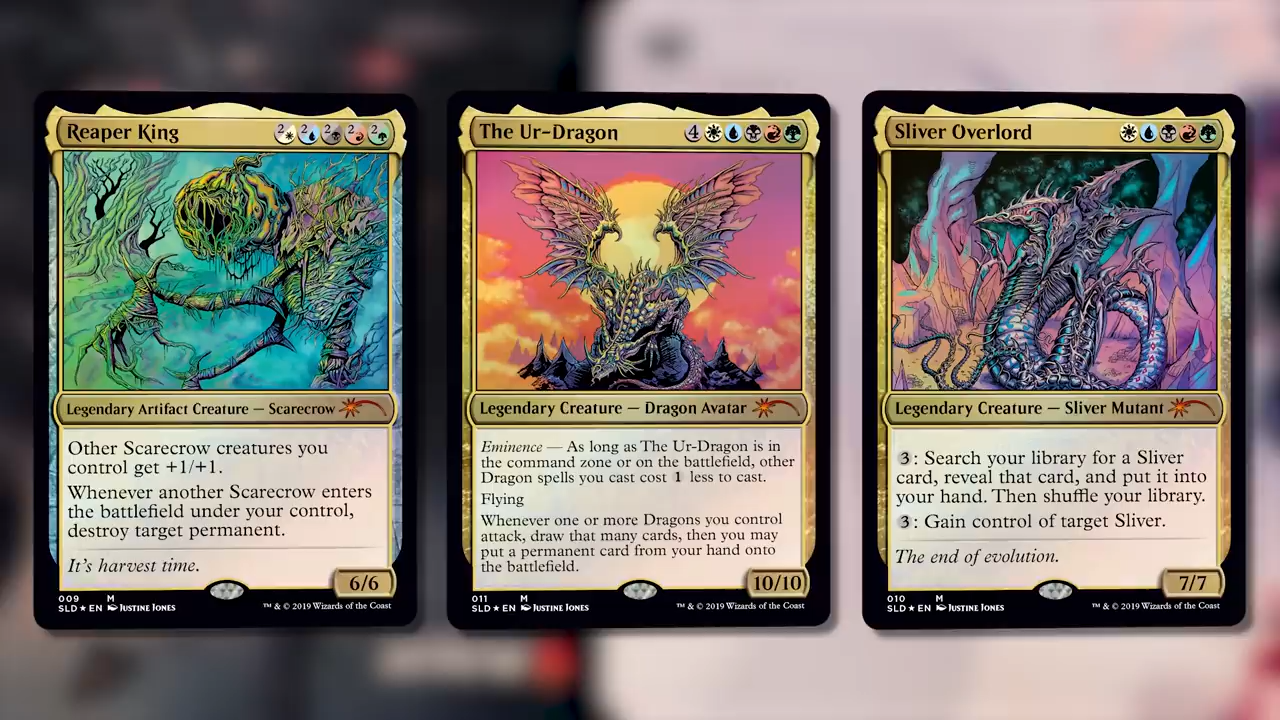 Reaper King
2 2 2 2 2
Legendary Artifact Creature — Scarecrow
Other Scarecrow creatures you
control get +1/+1.
Whenever another Scarecrow enters
the battlefield under your control,
destroy target permanent.
It's harvest time.
6/6
009 M
SLD ★ EN Justine Jones
™ & © 2019 Wizards of the Coast
The Ur-Dragon
4
Legendary Creature — Dragon Avatar
Eminence — As long as The Ur-Dragon is in
the command zone or on the battlefield, other
Dragon spells you cast cost 1 less to cast.
Flying
Whenever one or more Dragons you control
attack, draw that many cards, then you may
put a permanent card from your hand onto
the battlefield.
10/10
011 M
SLD ★ EN Justine Jones
™ & © 2019 Wizards of the Coast
Sliver Overlord
Legendary Creature — Sliver Mutant
3: Search your library for a Sliver
card, reveal that card, and put it into
your hand. Then shuffle your library.
3: Gain control of target Sliver.
The end of evolution.
7/7
010 M
SLD ★ EN Justine Jones
™ & © 2019 Wizards of the Coast